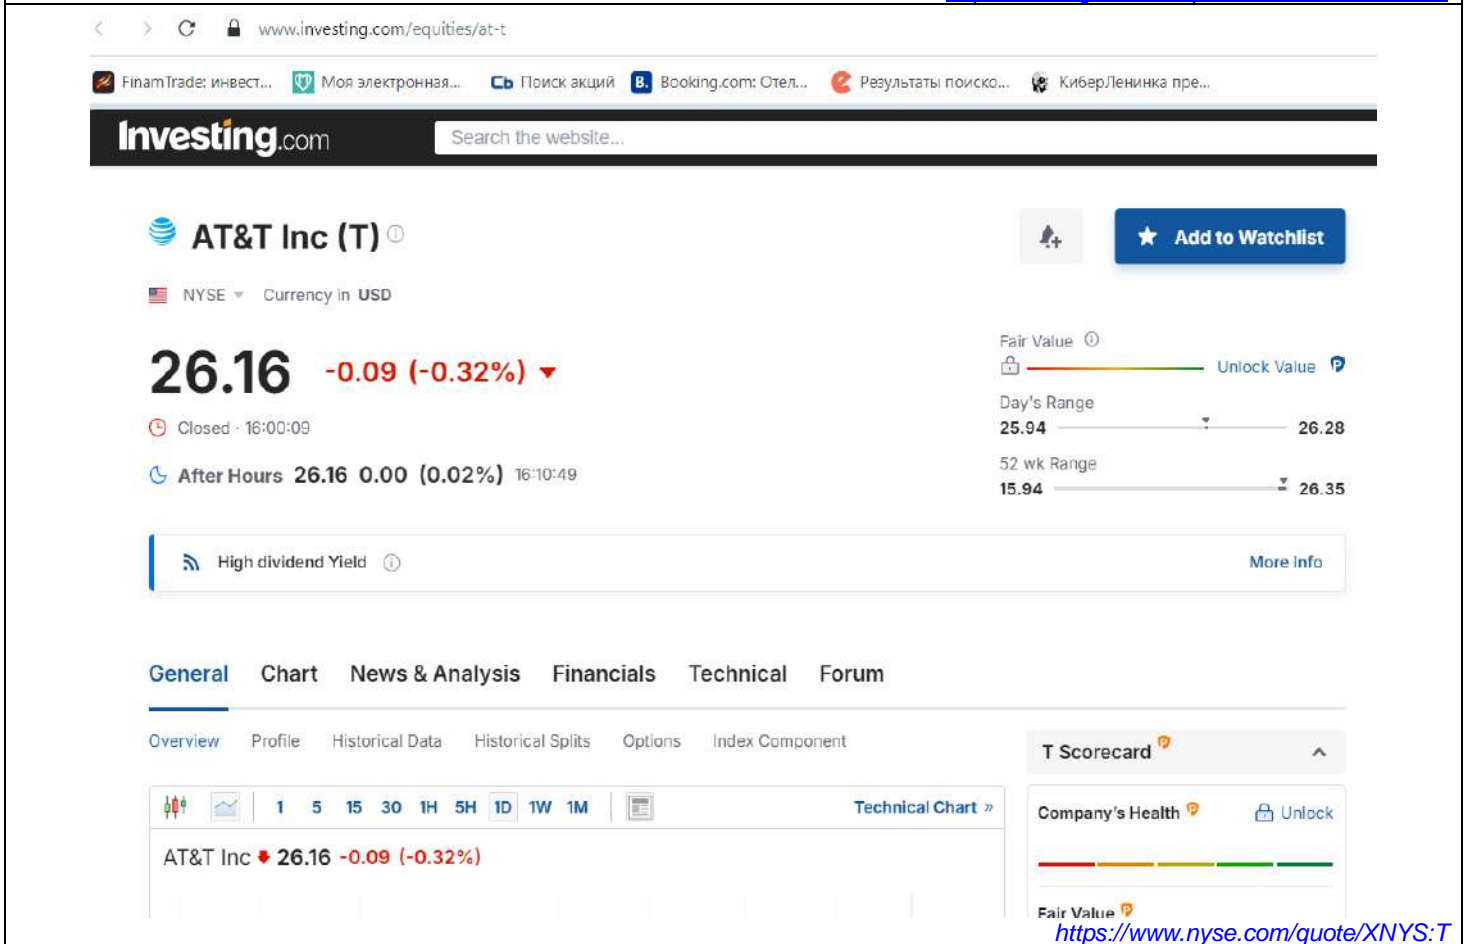 www.investing.com/equities/at-t
FinamTrade: инвест... Моя электронная... Cb Поиск акций B. Booking.com: Отел... Результаты поиско... КиберЛенинка пре...
Investing.com Search the website...
AT&T Inc (T)
Add to Watchlist
NYSE Currency in USD
26.16 -0.09 (-0.32%)
Fair Value
Unlock Value
Day's Range
25.94 26.28
Closed - 16:00:09
After Hours 26.16 0.00 (0.02%) 16:10:49
52 wk Range
15.94 26.35
High dividend Yield More Info
General Chart News & Analysis Financials Technical Forum
Overview Profile Historical Data Historical Splits Options Index Component
T Scorecard
1 5 15 30 1H 5H 1D 1W 1M Technical Chart »
Company's Health Unlock
AT&T Inc 26.16 -0.09 (-0.32%)
Fair Value
https://www.nyse.com/quote/XNYS:T